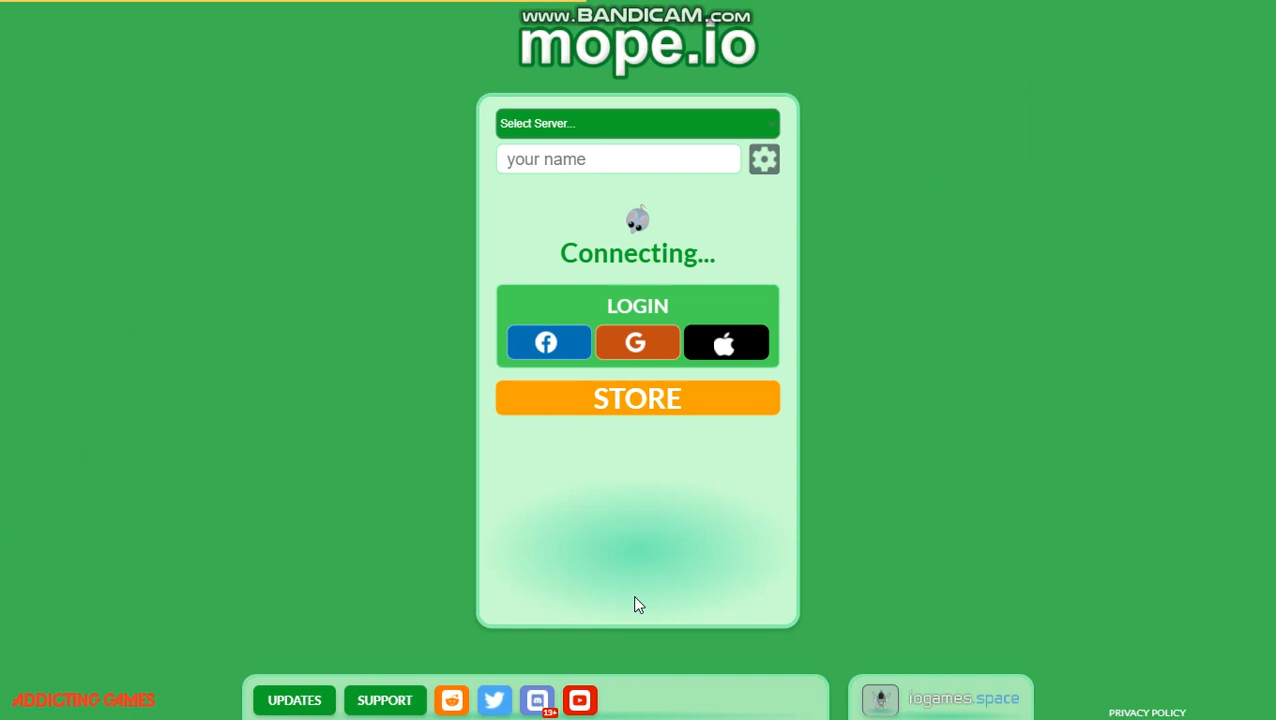 www.BANDICAM.com
mope.io
Select Server...
your name
Connecting...
LOGIN
STORE
ADDICTING GAMES
UPDATES
SUPPORT
13+
iogames.space
PRIVACY POLICY